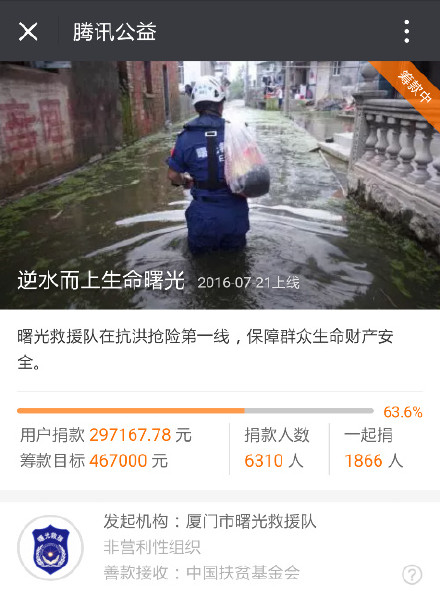 腾讯公益
筹款中
逆水而上生命曙光 2016-07-21上线
曙光救援队在抗洪抢险第一线，保障群众生命财产安
全。
63.6%
用户捐款 297167.78 元 捐款人数 一起捐
筹款目标 467000 元 6310 人 1866 人
曙光救援
发起机构：厦门市曙光救援队
非营利性组织
善款接收：中国扶贫基金会
?